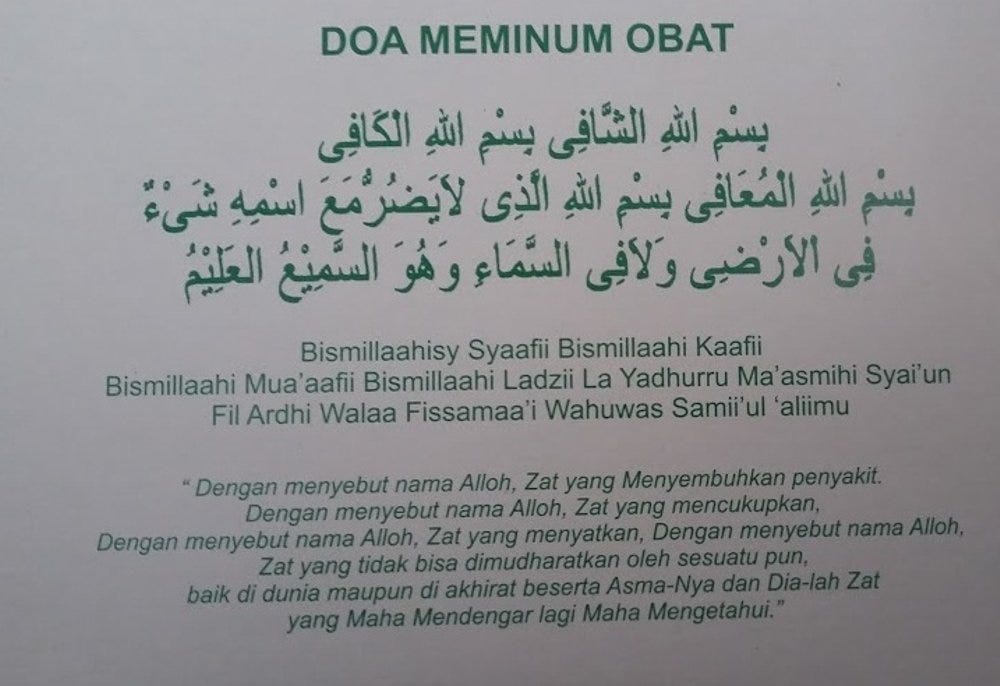 DOA MEMINUM OBAT
بِسْمِ اللهِ الشَّافِى بِسْمِ اللهِ الْكَافِى
بِسْمِ اللهِ الْمُعَافِى بِسْمِ اللهِ الَّذِى لاَيَضُرُّمَعَ اسْمِهِ شَىْءٌ
فِى الْاَرْضِى وَلاَفِى السَّمَاءِ وَهُوَ السَّمِيْعُ العَلِيْمُ
Bismillaahisy Syaafii Bismillaahi Kaafii
Bismillaahi Mua'aafii Bismillaahi Ladzii La Yadhurru Ma'asmihi Syai'un
Fil Ardhi Walaa Fissamaa'i Wahuwas Samii'ul 'aliimu
“ Dengan menyebut nama Alloh, Zat yang Menyembuhkan penyakit.
Dengan menyebut nama Alloh, Zat yang mencukupkan,
Dengan menyebut nama Alloh, Zat yang menyatkan, Dengan menyebut nama Alloh,
Zat yang tidak bisa dimudharatkan oleh sesuatu pun,
baik di dunia maupun di akhirat beserta Asma-Nya dan Dia-lah Zat
yang Maha Mendengar lagi Maha Mengetahui.”